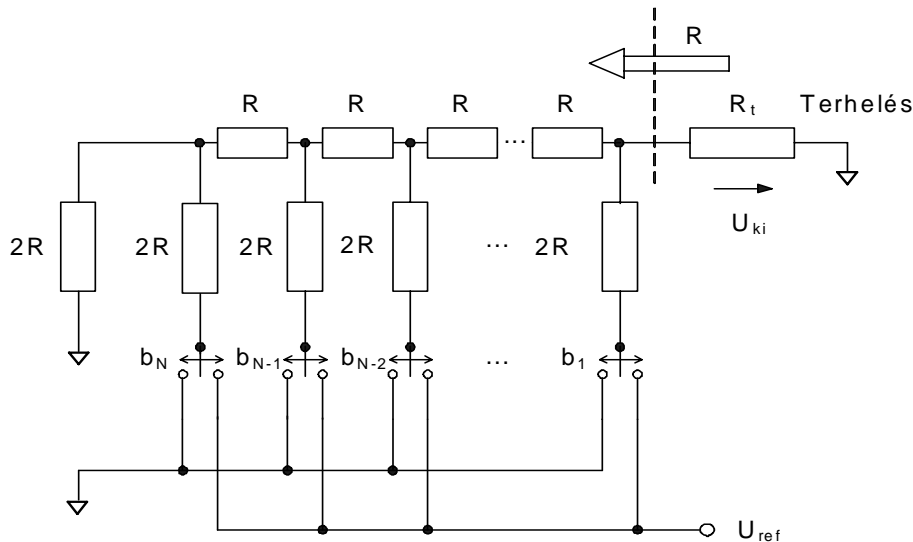 R
R R R R R_t Terhelés
...
U_ki
2R 2R 2R 2R ... 2R
b_N b_N-1 b_N-2 ... b_1
U_ref